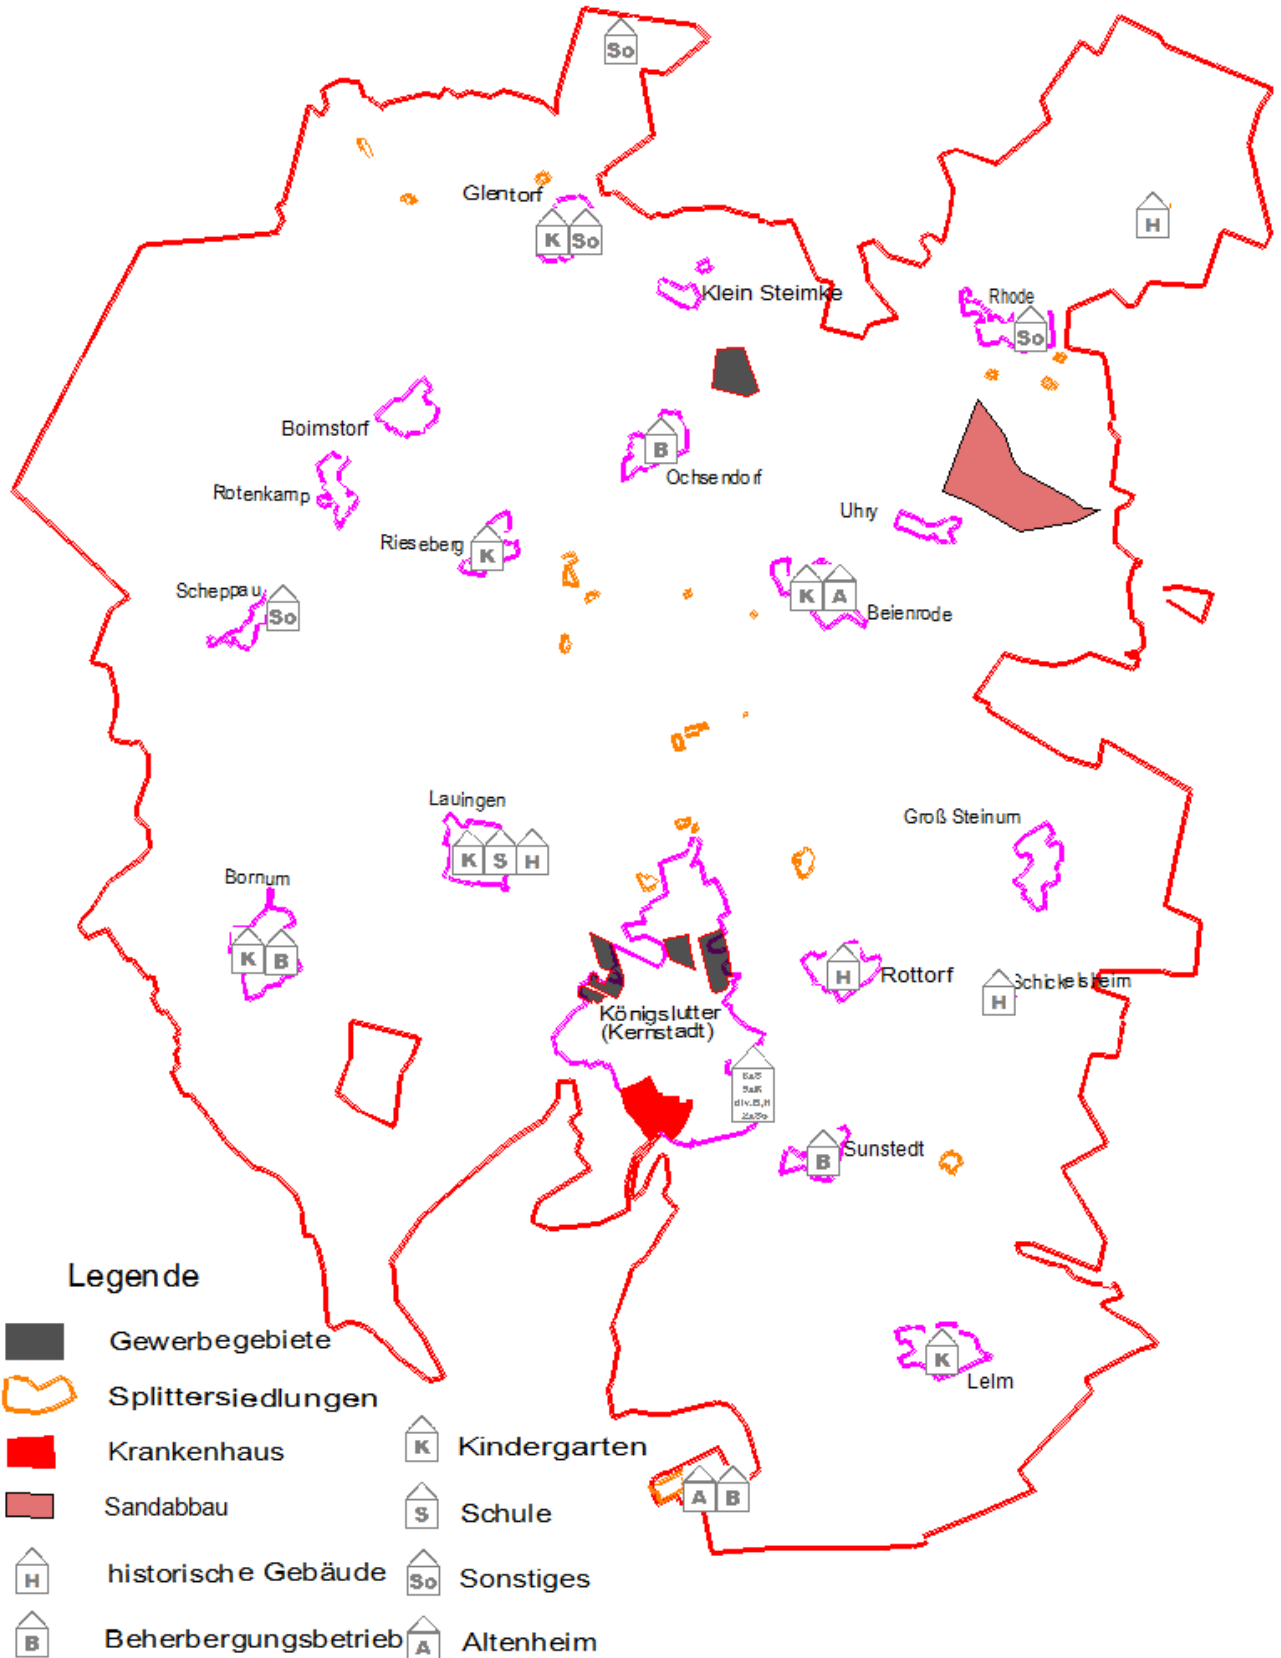 So
Glentorf
K So
H
Klein Steimke
Rhode
So
Boimstorf
B
Ochsendorf
Rotenkamp
Uhry
Rieseberg
K
Scheppau
So
K A
Beienrode
Lauingen
K S H
Groß Steinum
Bornum
K B
H
Rottorf
Schickelsheim
H
Königslutter
(Kernstadt)
div.B,H
B
Sunstedt
K
Lelm
A B
Legende
Gewerbegebiete
Splittersiedlungen
Krankenhaus
Sandabbau
H historische Gebäude
B Beherbergungsbetrieb
K Kindergarten
S Schule
So Sonstiges
A Altenheim